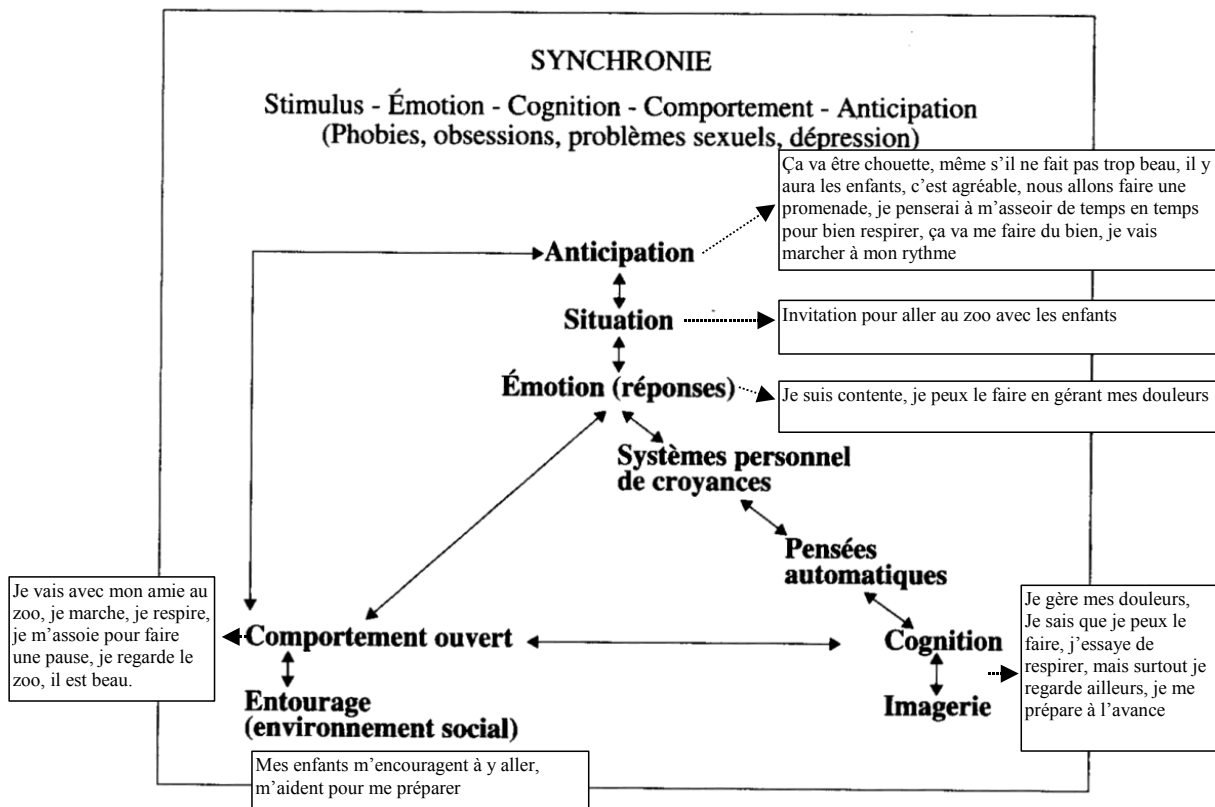 SYNCHRONIE
Stimulus - Émotion - Cognition - Comportement - Anticipation
(Phobies, obsessions, problèmes sexuels, dépression)
Ça va être chouette, même s'il ne fait pas trop beau, il y
aura les enfants, c'est agréable, nous allons faire une
promenade, je penserai à m'asseoir de temps en temps
pour bien respirer, ça va me faire du bien, je vais
marcher à mon rythme
Anticipation
Situation
Invitation pour aller au zoo avec les enfants
Émotion (réponses)
Je suis contente, je peux le faire en gérant mes douleurs
Systèmes personnel
de croyances
Pensées
automatiques
Je vais avec mon amie au
zoo, je marche, je respire,
je m'assoie pour faire
une pause, je regarde le
zoo, il est beau.
Comportement ouvert
Cognition
Je gère mes douleurs,
Je sais que je peux le
faire, j'essaye de
respirer, mais surtout je
regarde ailleurs, je me
prépare à l'avance
Entourage
(environnement social)
Imagerie
Mes enfants m'encouragent à y aller,
m'aident pour me préparer